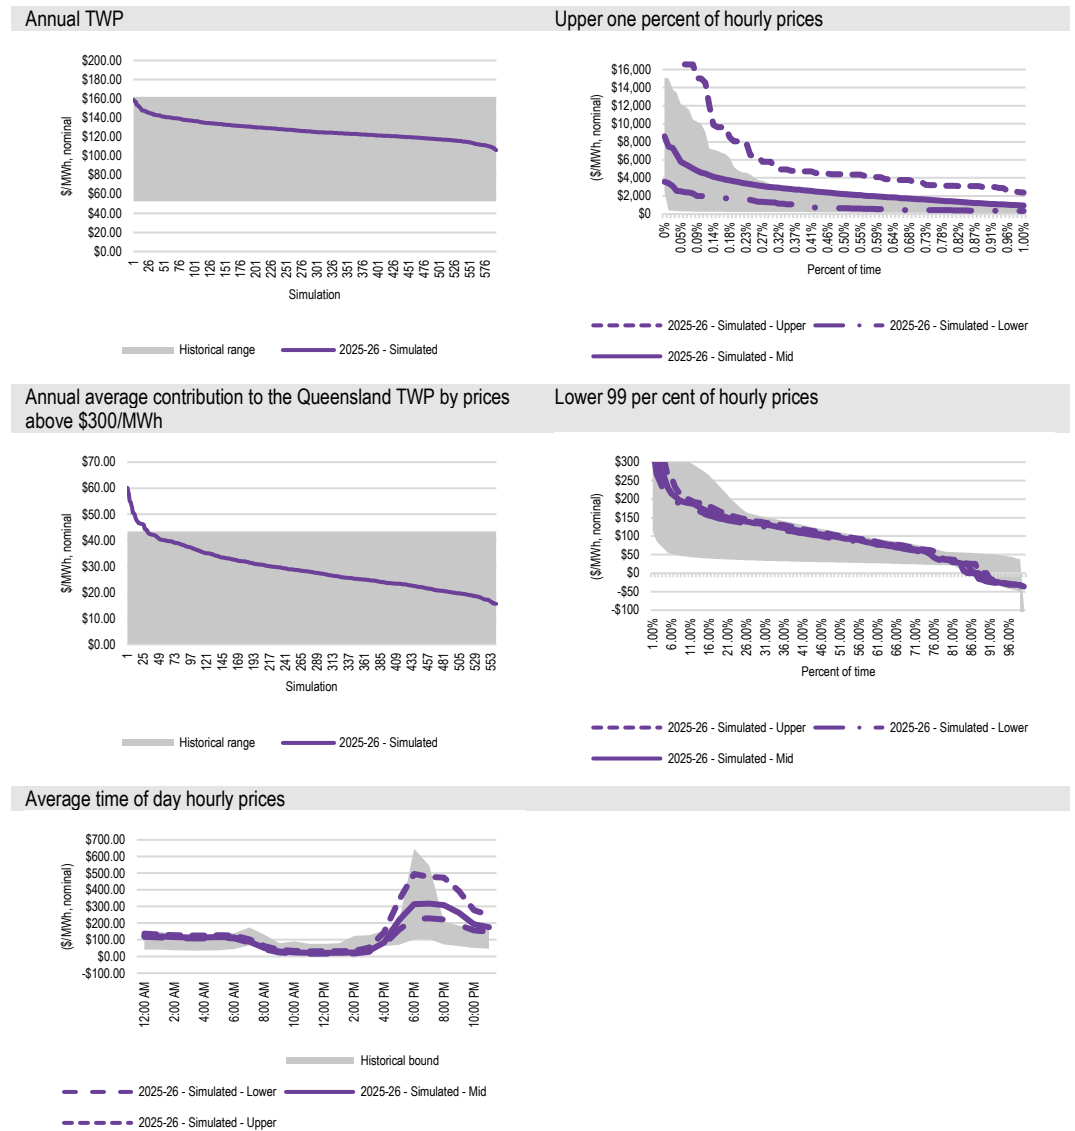 Annual TWP
$/MWh, nominal
$200.00
$180.00
$160.00
$140.00
$120.00
$100.00
$80.00
$60.00
$40.00
$20.00
$0.00
1 26 51 76 101 126 151 176 201 226 251 276 301 326 351 376 401 426 451 476 501 526 551 576
Simulation
Historical range 2025-26 - Simulated
Upper one percent of hourly prices
($/MWh, nominal)
$16,000
$14,000
$12,000
$10,000
$8,000
$6,000
$4,000
$2,000
$0
0% 0.05% 0.09% 0.14% 0.18% 0.23% 0.27% 0.32% 0.37% 0.41% 0.46% 0.50% 0.55% 0.59% 0.64% 0.68% 0.73% 0.78% 0.82% 0.87% 0.91% 0.96% 1.00%
Percent of time
2025-26 - Simulated - Upper 2025-26 - Simulated - Lower
2025-26 - Simulated - Mid
Annual average contribution to the Queensland TWP by prices
above $300/MWh
$/MWh, nominal
$70.00
$60.00
$50.00
$40.00
$30.00
$20.00
$10.00
$0.00
1 25 49 73 97 121 145 169 193 217 241 265 289 313 337 361 385 409 433 457 481 505 529 553
Simulation
Historical range 2025-26 - Simulated
Lower 99 per cent of hourly prices
($/MWh, nominal)
$300
$250
$200
$150
$100
$50
$0
-$50
-$100
1.00% 6.00% 11.00% 16.00% 21.00% 26.00% 31.00% 36.00% 41.00% 46.00% 51.00% 56.00% 61.00% 66.00% 71.00% 76.00% 81.00% 86.00% 91.00% 96.00%
Percent of time
2025-26 - Simulated - Upper 2025-26 - Simulated - Lower
2025-26 - Simulated - Mid
Average time of day hourly prices
($/MWh, nominal)
$700.00
$600.00
$500.00
$400.00
$300.00
$200.00
$100.00
$0.00
-$100.00
12:00 AM 2:00 AM 4:00 AM 6:00 AM 8:00 AM 10:00 AM 12:00 PM 2:00 PM 4:00 PM 6:00 PM 8:00 PM 10:00 PM
Historical bound
2025-26 - Simulated - Lower 2025-26 - Simulated - Mid
2025-26 - Simulated - Upper